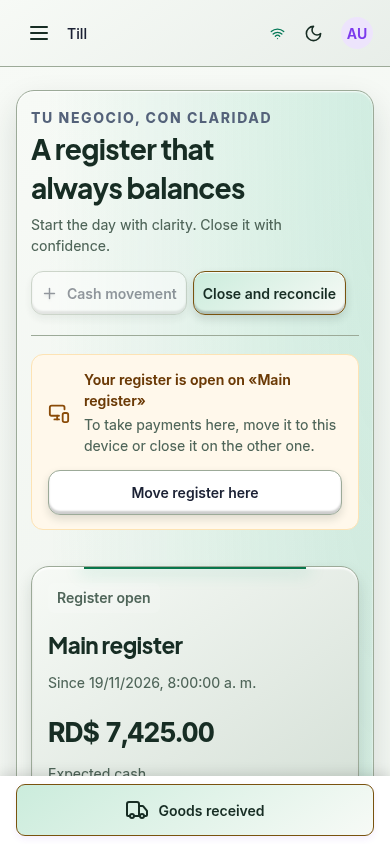 Till
AU
TU NEGOCIO, CON CLARIDAD
A register that
always balances
Start the day with clarity. Close it with
confidence.
Cash movement
Close and reconcile
Your register is open on «Main
register»
To take payments here, move it to this
device or close it on the other one.
Move register here
Register open
Main register
Since 19/11/2026, 8:00:00 a. m.
RD$ 7,425.00
Expected cash
Goods received